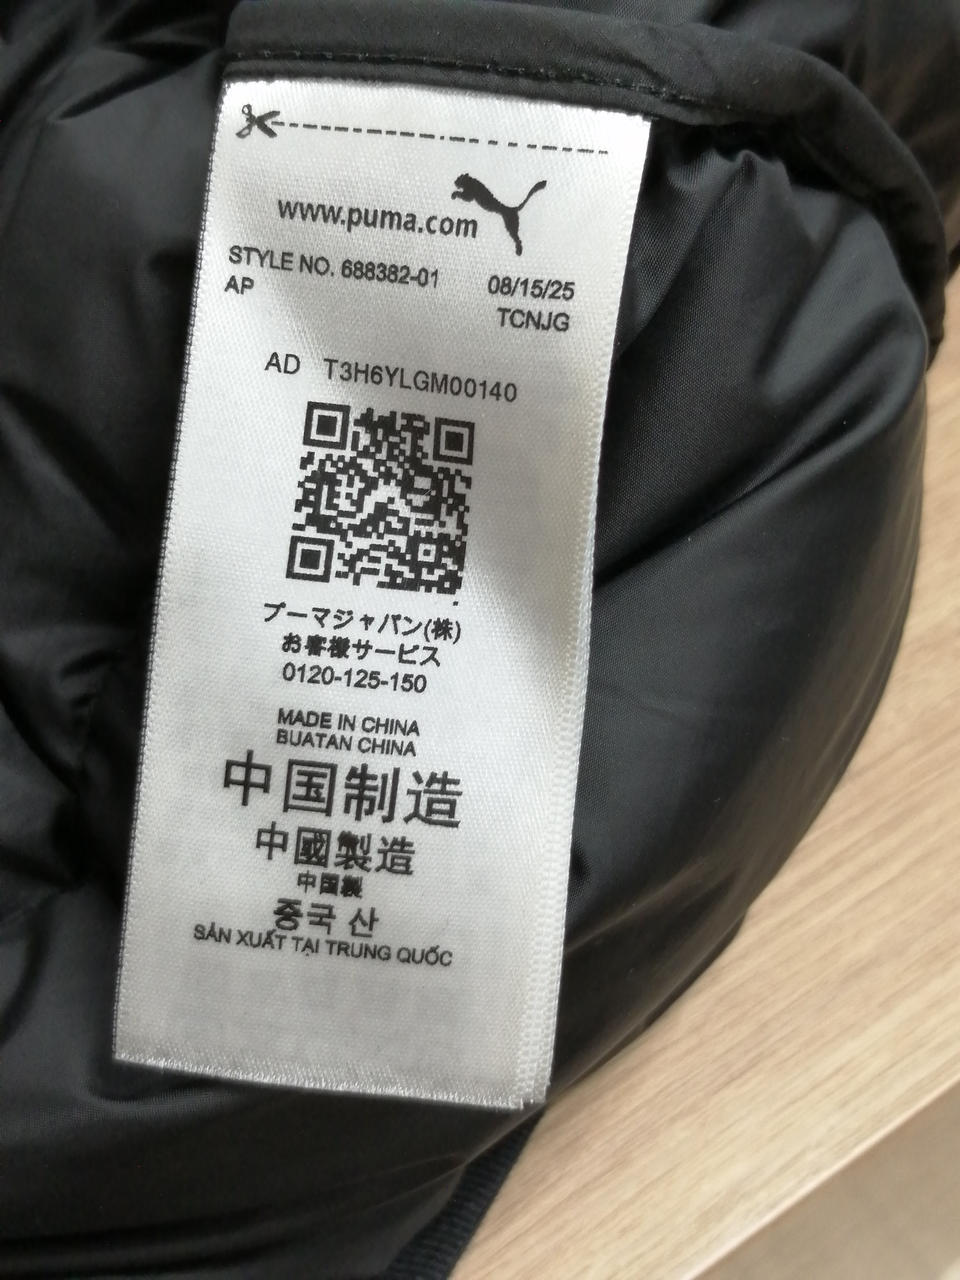 www.puma.com
STYLE NO. 688382-01 08/15/25
AP TCNJG
AD T3H6YLGM00140
プーマジャパン(株)
お客様サービス
0120-125-150
MADE IN CHINA
BUATAN CHINA
中国制造
中國製造
中国製
중국 산
SẢN XUẤT TẠI TRUNG QUỐC